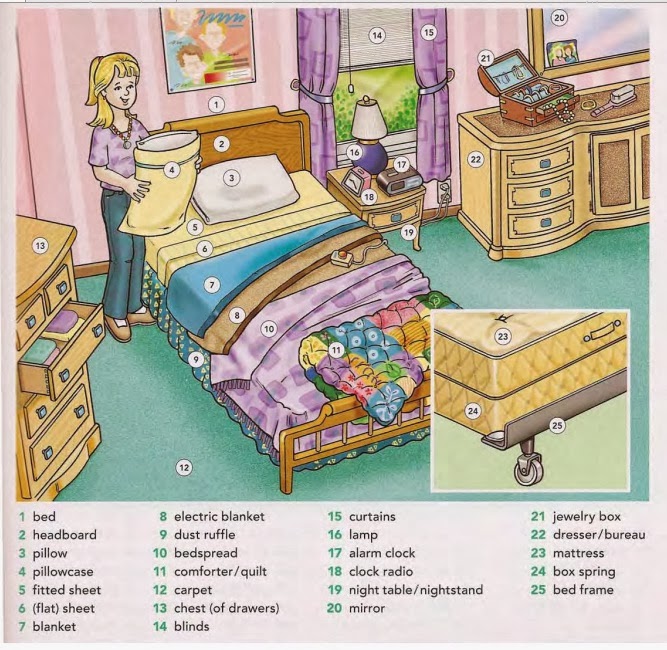 20
14
15
21
1
2
16
17
22
4
3
18
5
19
13
6
7
8
10
23
11
9
24
25
12
1 bed
2 headboard
3 pillow
4 pillowcase
5 fitted sheet
6 (flat) sheet
7 blanket
8 electric blanket
9 dust ruffle
10 bedspread
11 comforter/quilt
12 carpet
13 chest (of drawers)
14 blinds
15 curtains
16 lamp
17 alarm clock
18 clock radio
19 night table/nightstand
20 mirror
21 jewelry box
22 dresser/bureau
23 mattress
24 box spring
25 bed frame